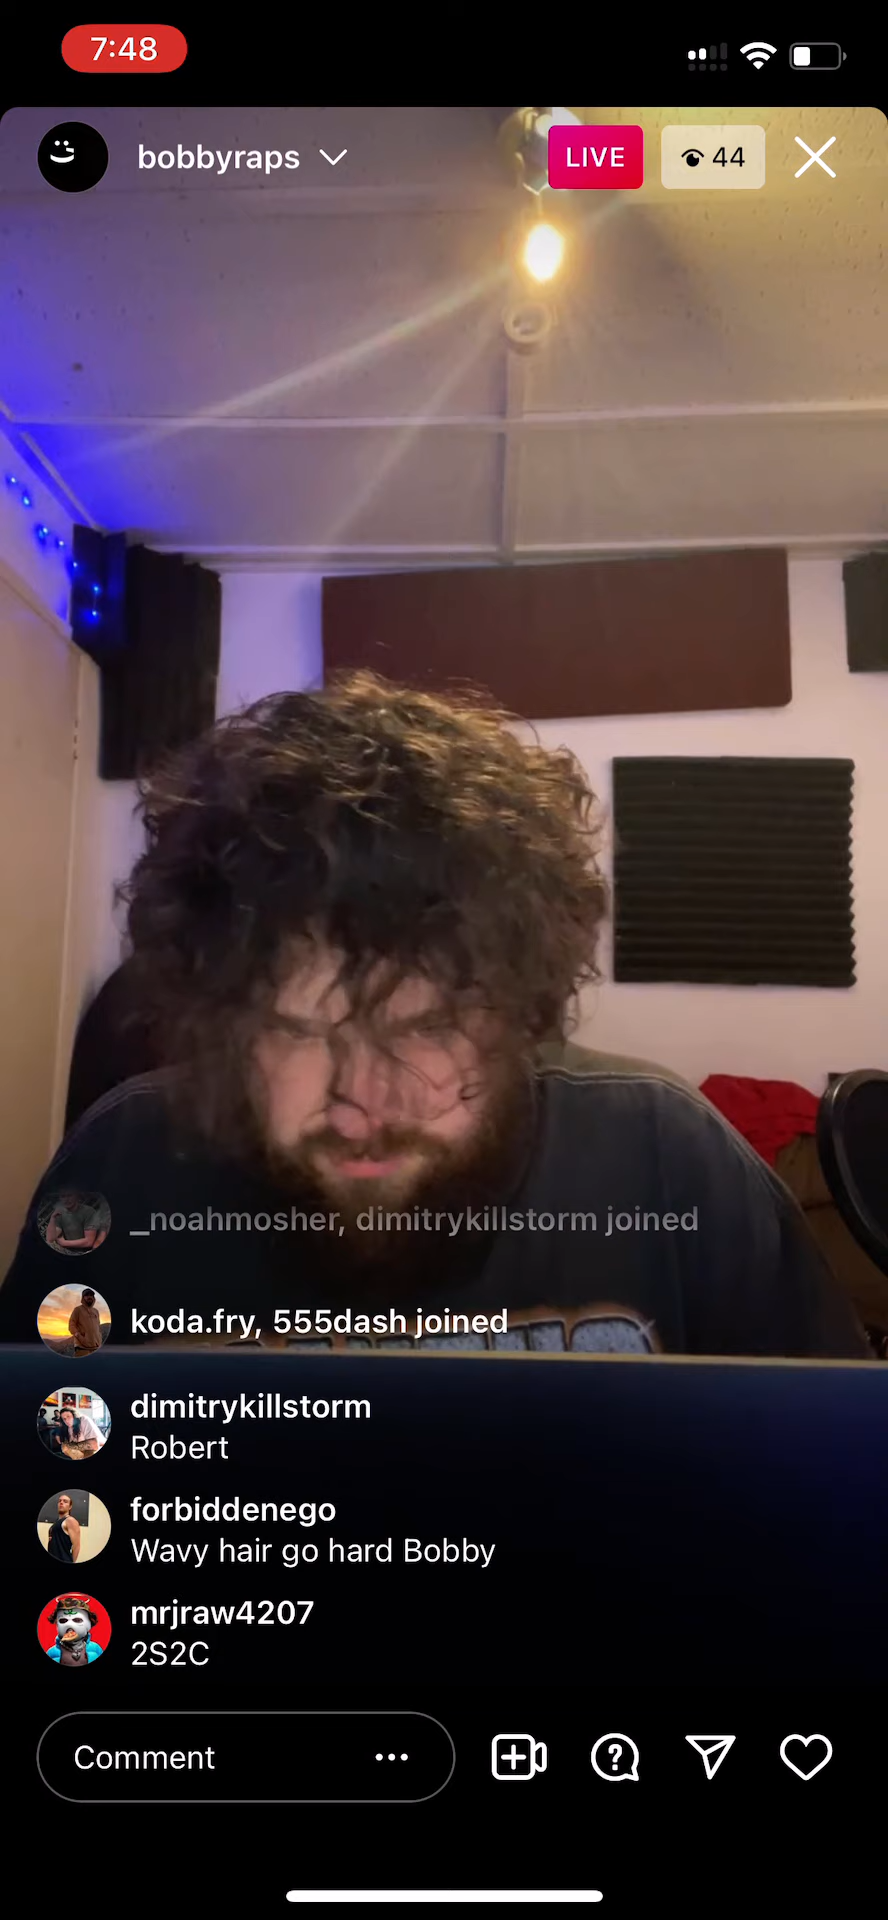 7:48
bobbyraps
LIVE
44
_noahmosher, dimitrykillstorm joined
koda.fry, 555dash joined
dimitrykillstorm
Robert
forbiddenego
Wavy hair go hard Bobby
mrjraw4207
2S2C
Comment